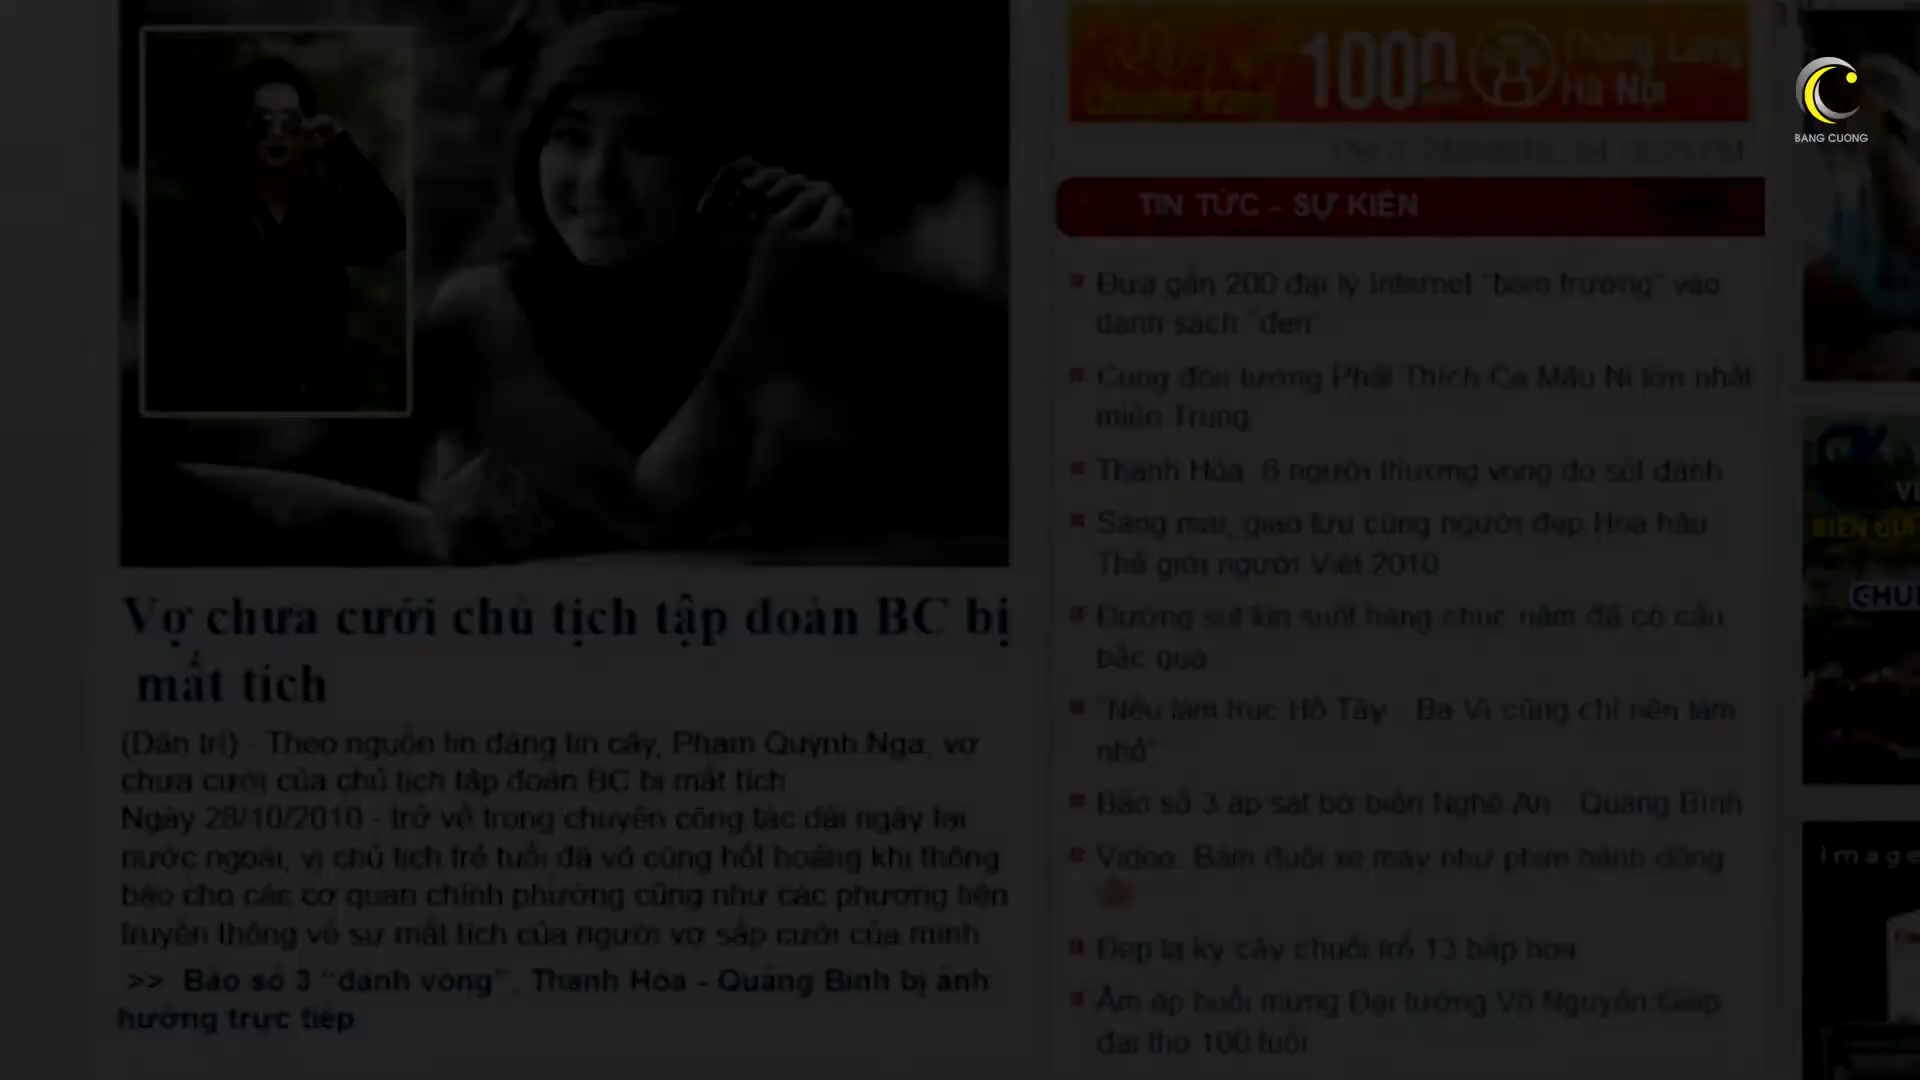 1000
Thăng Long
Hà Nội
BANG CUONG
TIN TỨC - SỰ KIỆN
Đưa gần 200 đại lý Internet "bám trường" vào
danh sách "đen"
Cung đón tượng Phật Thích Ca Mâu Ni lớn nhất
miền Trung
Thanh Hóa: 6 người thương vong do sét đánh
Sáng mai, giao lưu cùng người đẹp Hoa hậu
Thế giới người Việt 2010
Đường sụt lún suốt hàng chục năm đã có cầu
bắc qua
"Nếu làm trục Hồ Tây - Ba Vì cũng chỉ nên làm
nhỏ"
Bão số 3 áp sát bờ biển Nghệ An - Quảng Bình
Video: Bám đuôi xe máy như phim hành động
Đẹp lạ kỳ cây chuối trổ 13 bắp hoa
Ấm áp buổi mừng Đại tướng Võ Nguyên Giáp
đại thọ 100 tuổi
Vợ chưa cưới chủ tịch tập đoàn BC bị
mất tích
(Dân trí) - Theo nguồn tin đáng tin cậy, Phạm Quỳnh Nga, vợ
chưa cưới của chủ tịch tập đoàn BC bị mất tích
Ngày 28/10/2010 - trở về trong chuyến công tác dài ngày tại
nước ngoài, vị chủ tịch trẻ tuổi đã vô cùng hốt hoảng khi thông
báo cho các cơ quan chính phương cũng như các phương tiện
truyền thông về sự mất tích của người vợ sắp cưới của mình
>> Bão số 3 "đánh võng", Thanh Hóa - Quảng Bình bị ảnh
hưởng trực tiếp
Image